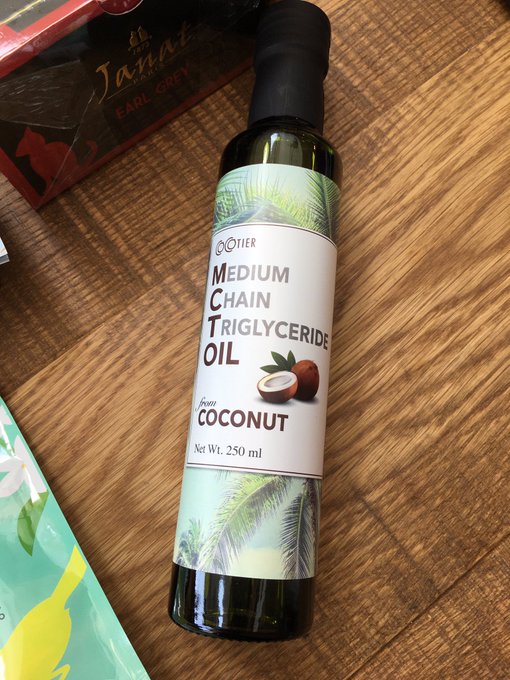 Janat
EARL GREY
COCOTIER
MEDIUM
CHAIN
TRIGLYCERIDE
OIL
from
COCONUT
Net Wt. 250 ml